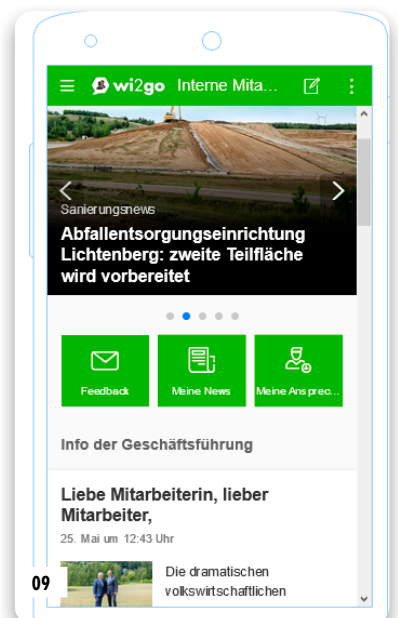 wi2go Interne Mita...
Sanierungsnews
Abfallentsorgungseinrichtung
Lichtenberg: zweite Teilfläche
wird vorbereitet
Feedback Meine News Meine Ansprec...
Info der Geschäftsführung
Liebe Mitarbeiterin, lieber
Mitarbeiter,
25. Mai um 12:43 Uhr
Die dramatischen
volkswirtschaftlichen
09